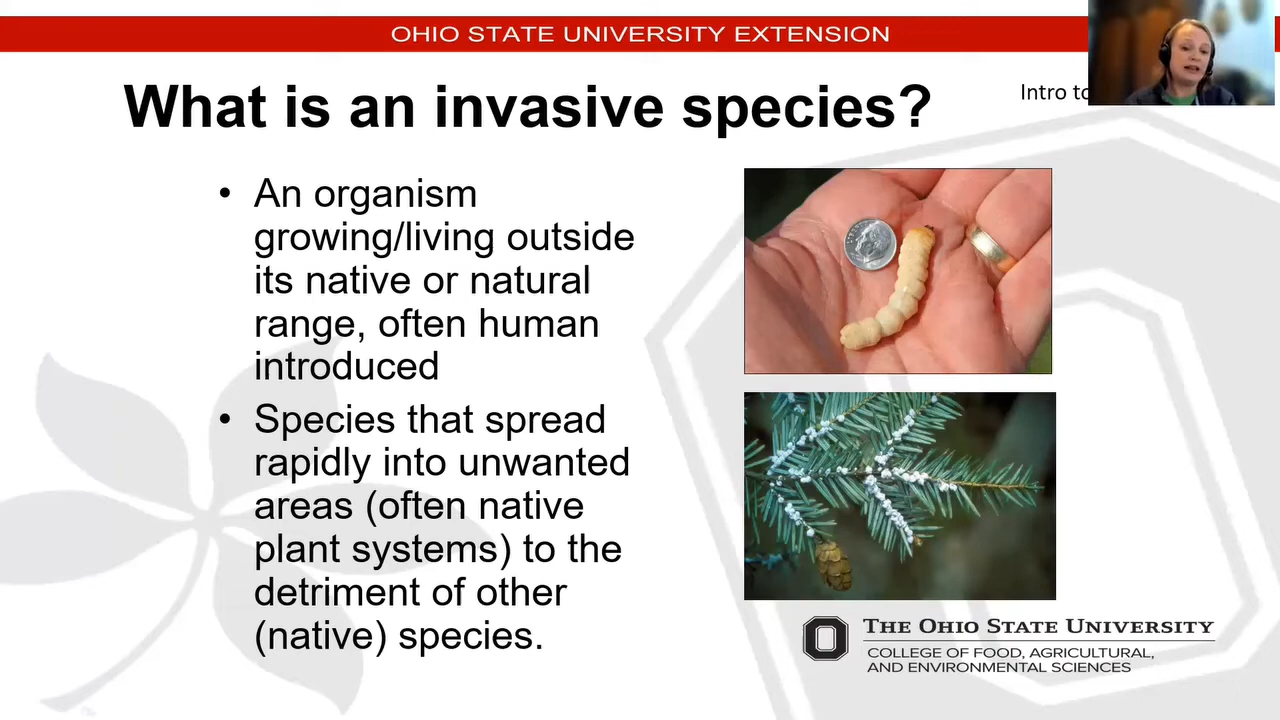 OHIO STATE UNIVERSITY EXTENSION
What is an invasive species?
Intro to
• An organism
growing/living outside
its native or natural
range, often human
introduced
• Species that spread
rapidly into unwanted
areas (often native
plant systems) to the
detriment of other
(native) species.
THE OHIO STATE UNIVERSITY
COLLEGE OF FOOD, AGRICULTURAL,
AND ENVIRONMENTAL SCIENCES